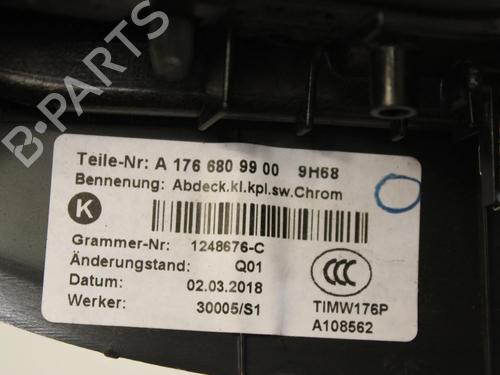 B-PARTS
Teile-Nr: A 176 680 99 00 9H68
Bennenung: Abdeck.kl.kpl.sw.Chrom
K
Grammer-Nr: 1248676-C
Änderungstand: Q01
Datum: 02.03.2018
Werker: 30005/S1
CCC
TIMW176P
A108562